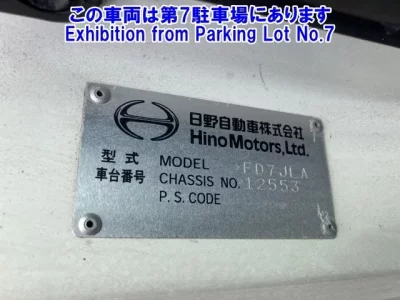 この車両は第７駐車場にあります
Exhibition from Parking Lot No.7
日野自動車株式会社
Hino Motors, Ltd.
型式 MODEL FD7JLA
車台番号 CHASSIS NO. 12553
P. S. CODE